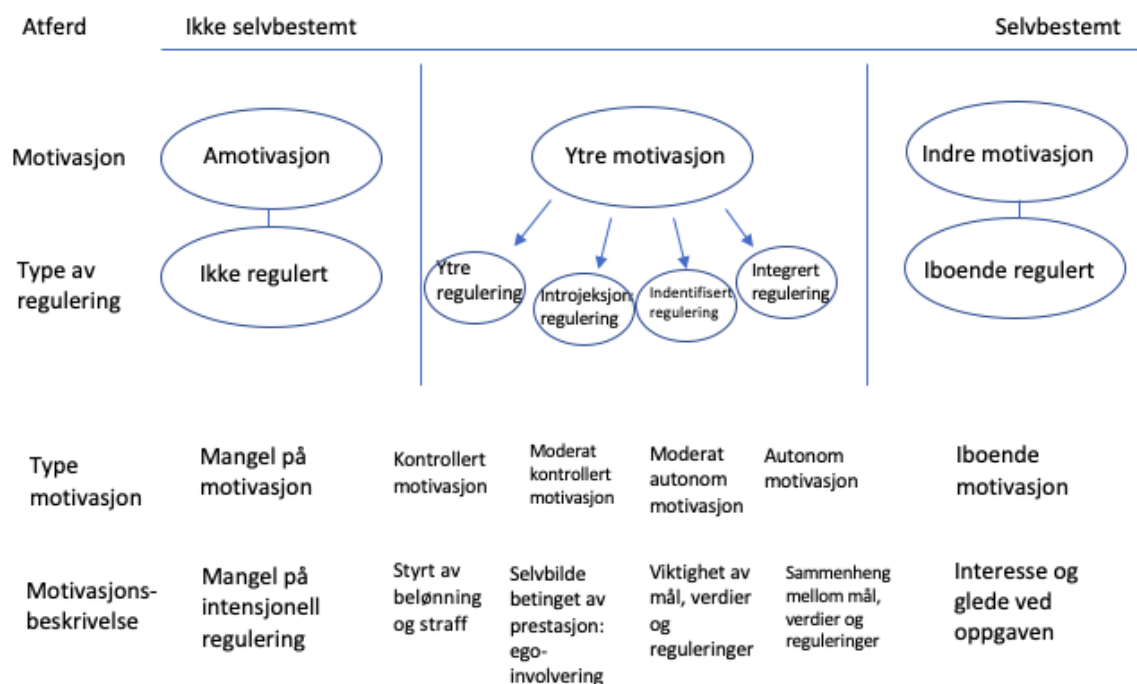 Atferd
Ikke selvbestemt
Selvbestemt
Motivasjon
Amotivasjon
Ytre motivasjon
Indre motivasjon
Type av
regulering
Ikke regulert
Ytre
regulering
Introjeksjon:
regulering
Indentifisert
regulering
Integrert
regulering
Iboende regulert
Type
motivasjon
Mangel på
motivasjon
Kontrollert
motivasjon
Moderat
kontrollert
motivasjon
Moderat
autonom
motivasjon
Autonom
motivasjon
Iboende
motivasjon
Motivasjons-
beskrivelse
Mangel på
intensjonell
regulering
Styrt av
belønning
og straff
Selvbilde
betinget av
prestasjon:
ego-
involvering
Viktighet av
mål, verdier
og
reguleringer
Sammenheng
mellom mål,
verdier og
reguleringer
Interesse og
glede ved
oppgaven